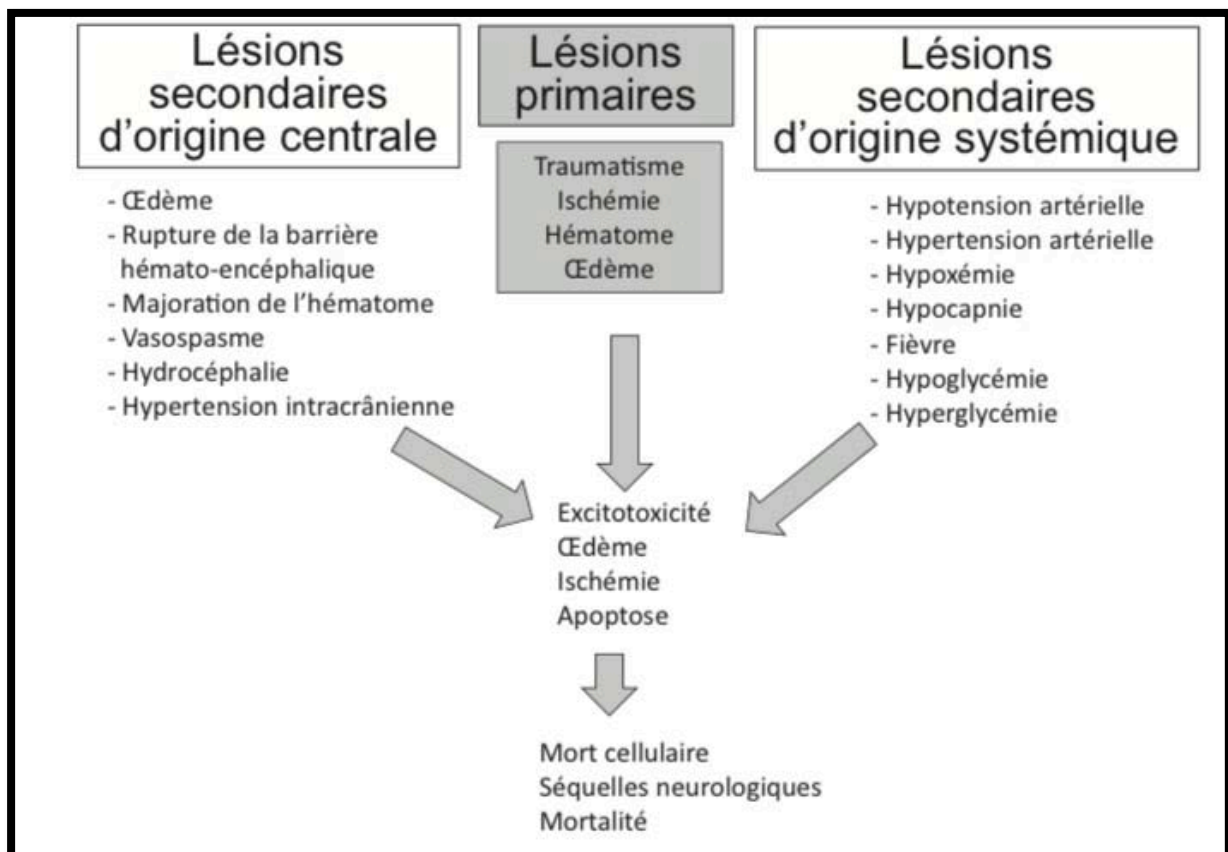 Lésions
secondaires
d'origine centrale
- Œdème
- Rupture de la barrière
hémato-encéphalique
- Majoration de l'hématome
- Vasospasme
- Hydrocéphalie
- Hypertension intracrânienne
Lésions
primaires
Traumatisme
Ischémie
Hématome
Œdème
Lésions
secondaires
d'origine systémique
- Hypotension artérielle
- Hypertension artérielle
- Hypoxémie
- Hypocapnie
- Fièvre
- Hypoglycémie
- Hyperglycémie
Excitotoxicité
Œdème
Ischémie
Apoptose
Mort cellulaire
Séquelles neurologiques
Mortalité